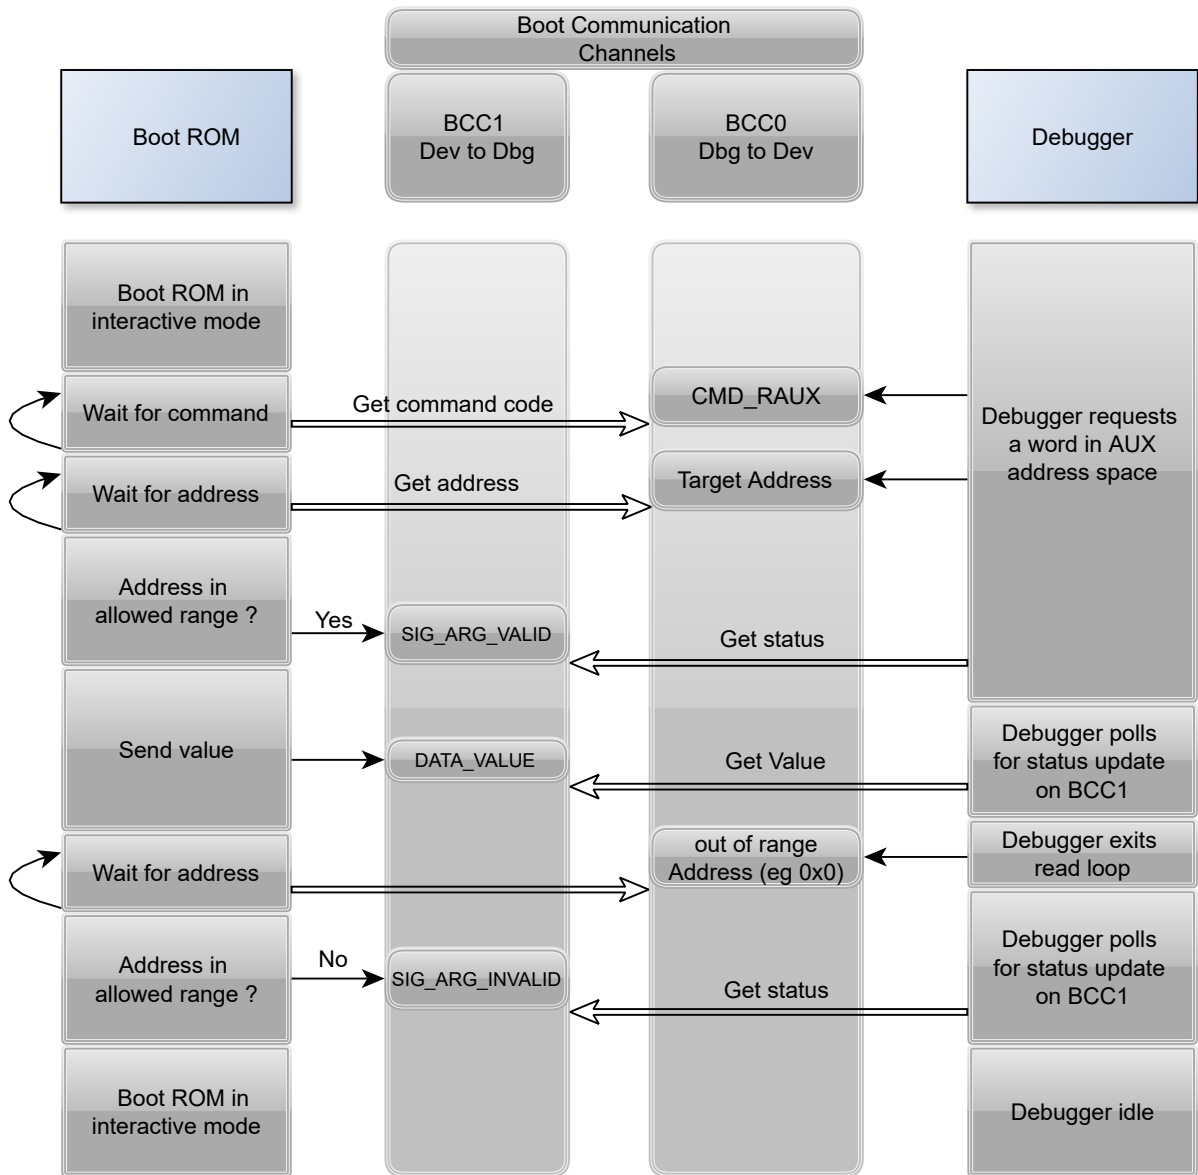 Boot Communication
Channels
Boot ROM
BCC1
Dev to Dbg
BCC0
Dbg to Dev
Debugger
Boot ROM in
interactive mode
Wait for command
Get command code
CMD_RAUX
Debugger requests
a word in AUX
address space
Wait for address
Get address
Target Address
Address in
allowed range ?
Yes
SIG_ARG_VALID
Get status
Send value
DATA_VALUE
Get Value
Debugger polls
for status update
on BCC1
Wait for address
out of range
Address (eg 0x0)
Debugger exits
read loop
Address in
allowed range ?
No
SIG_ARG_INVALID
Get status
Debugger polls
for status update
on BCC1
Boot ROM in
interactive mode
Debugger idle